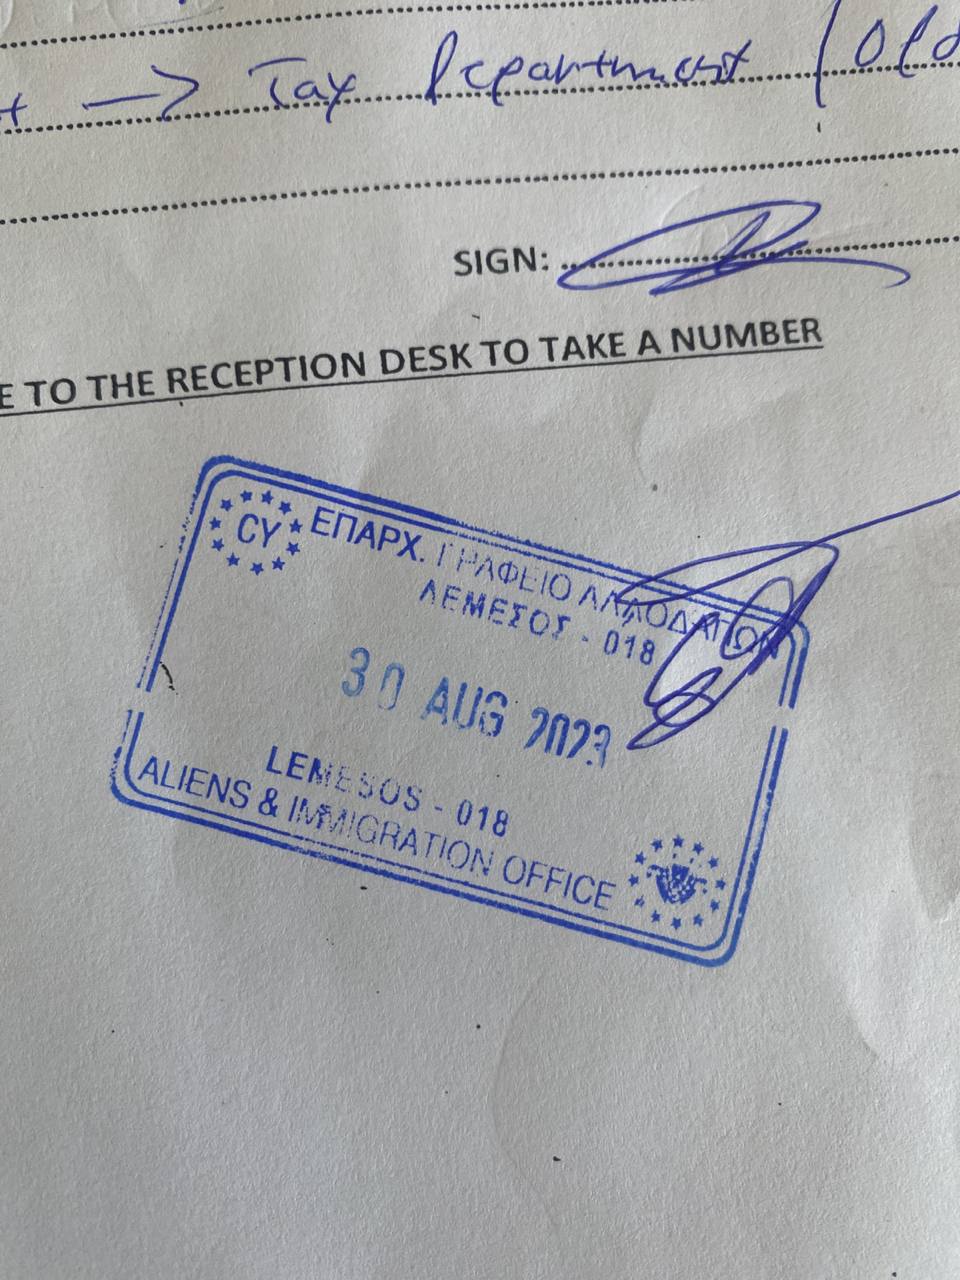 → Tax Department (Old
SIGN:
E TO THE RECEPTION DESK TO TAKE A NUMBER
CY ΕΠΑΡΧ. ΓΡΑΦΕΙΟ ΑΛΛΟΔΑΠΩΝ
ΛΕΜΕΣΟΣ - 018
30 AUG 2023
LEMESOS - 018
ALIENS & IMMIGRATION OFFICE